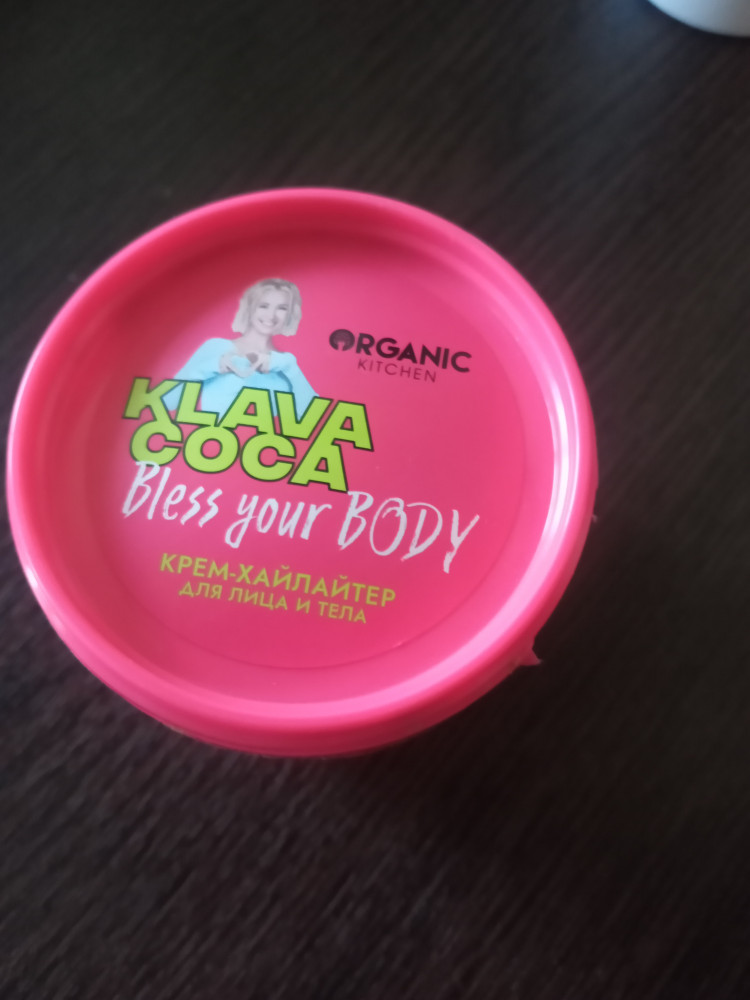 ORGANIC
KITCHEN
KLAVA
COCA
Bless your BODY
КРЕМ-ХАЙЛАЙТЕР
ДЛЯ ЛИЦА И ТЕЛА